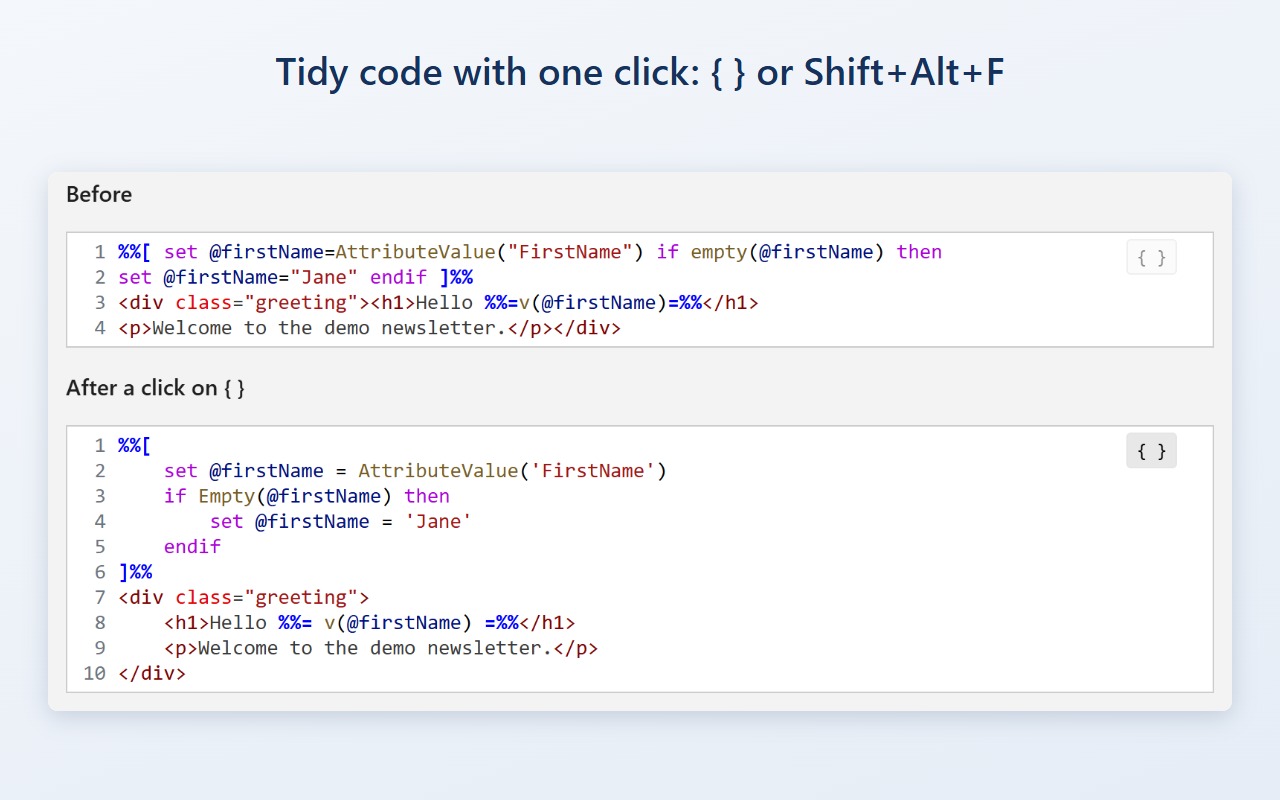 Tidy code with one click: { } or Shift+Alt+F
Before
1 %%[ set @firstName=AttributeValue("FirstName") if empty(@firstName) then
2 set @firstName="Jane" endif ]%%
3 <div class="greeting"><h1>Hello %%=v(@firstName)=%%</h1>
4 <p>Welcome to the demo newsletter.</p></div>
{ }
After a click on { }
1 %%[
2     set @firstName = AttributeValue('FirstName')
3     if Empty(@firstName) then
4         set @firstName = 'Jane'
5     endif
6 ]%%
7 <div class="greeting">
8     <h1>Hello %%= v(@firstName) =%%</h1>
9     <p>Welcome to the demo newsletter.</p>
10 </div>
{ }